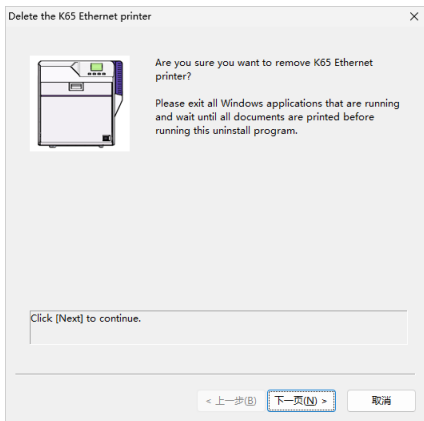 Delete the K65 Ethernet printer
Are you sure you want to remove K65 Ethernet
printer?
Please exit all Windows applications that are running
and wait until all documents are printed before
running this uninstall program.
Click [Next] to continue.
< 上一步(B)
下一页(N) >
取消